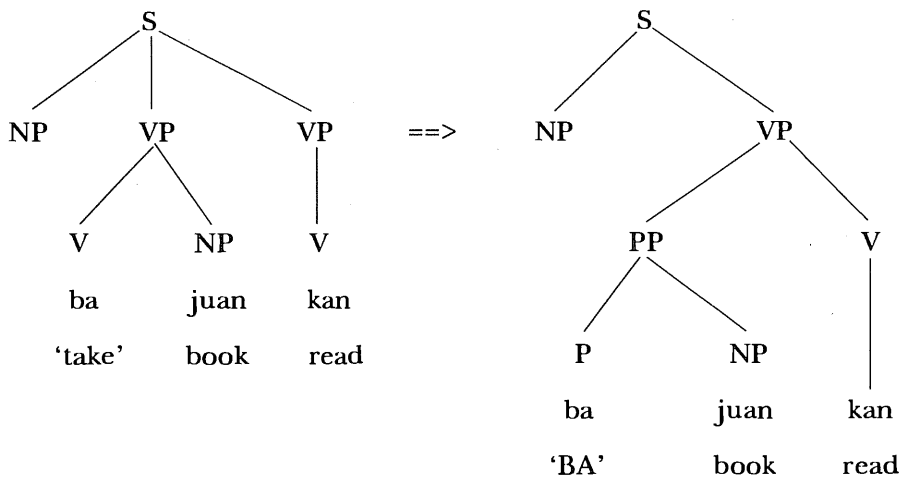 S S
NP VP VP ==> NP VP
V NP V PP V
ba juan kan
‘take’ book read P NP
ba juan kan
‘BA’ book read